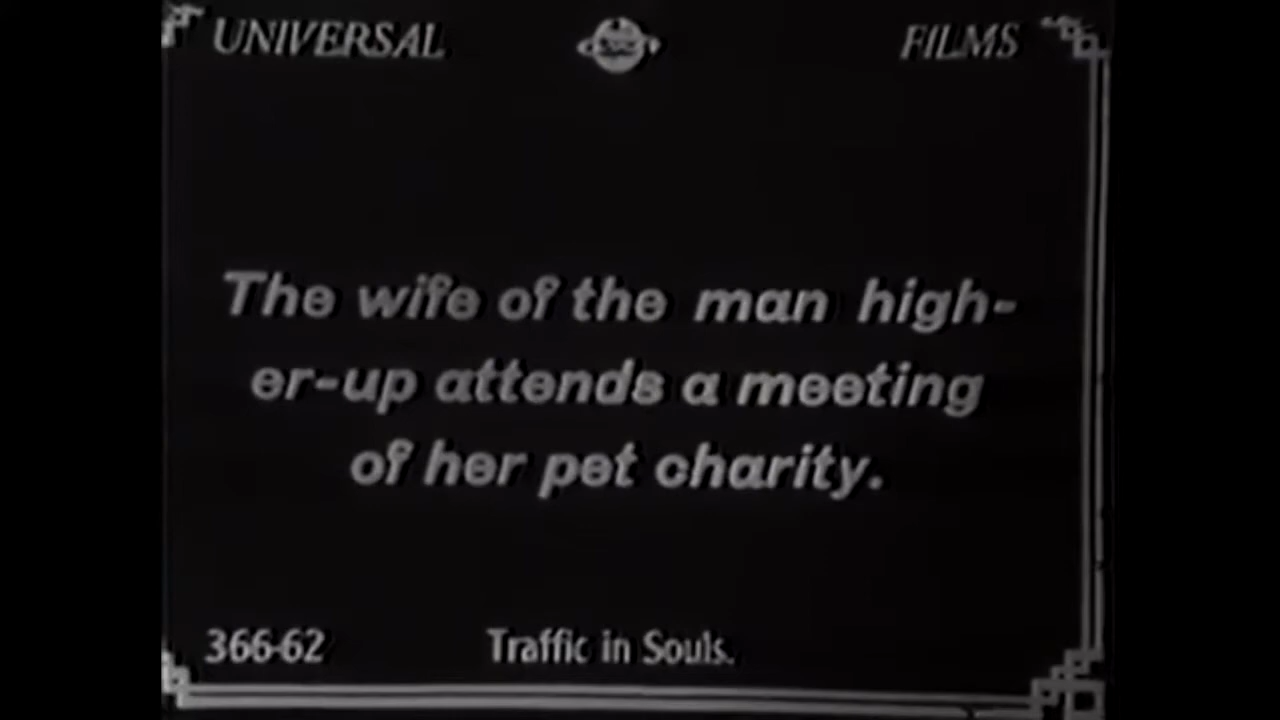 UNIVERSAL FILMS
The wife of the man high-
er-up attends a meeting
of her pet charity.
366-62 Traffic in Souls.